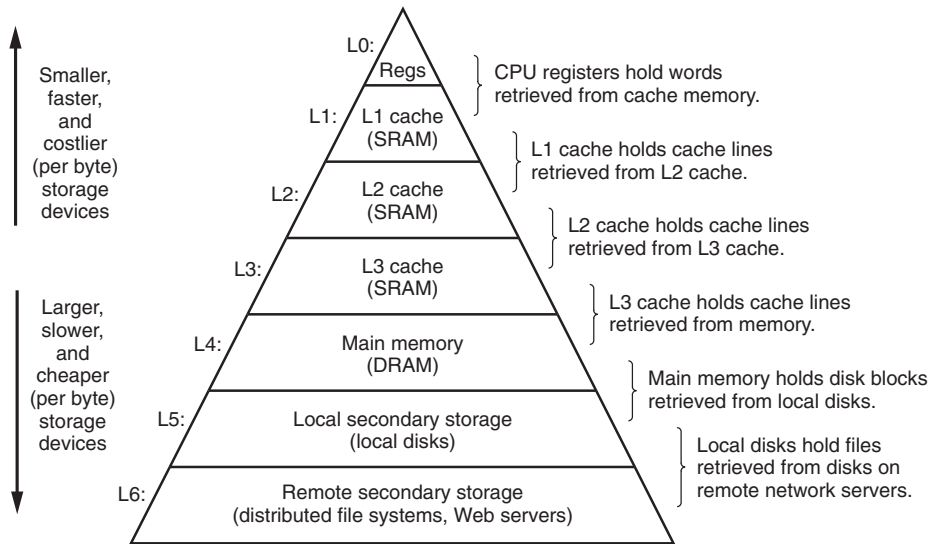 L0:
Regs
CPU registers hold words
retrieved from cache memory.
Smaller,
faster,
and
costlier
(per byte)
storage
devices
L1:
L1 cache
(SRAM)
L1 cache holds cache lines
retrieved from L2 cache.
L2:
L2 cache
(SRAM)
L2 cache holds cache lines
retrieved from L3 cache.
L3:
L3 cache
(SRAM)
L3 cache holds cache lines
retrieved from memory.
Larger,
slower,
and
cheaper
(per byte)
storage
devices
L4:
Main memory
(DRAM)
Main memory holds disk blocks
retrieved from local disks.
L5:
Local secondary storage
(local disks)
Local disks hold files
retrieved from disks on
remote network servers.
L6:
Remote secondary storage
(distributed file systems, Web servers)